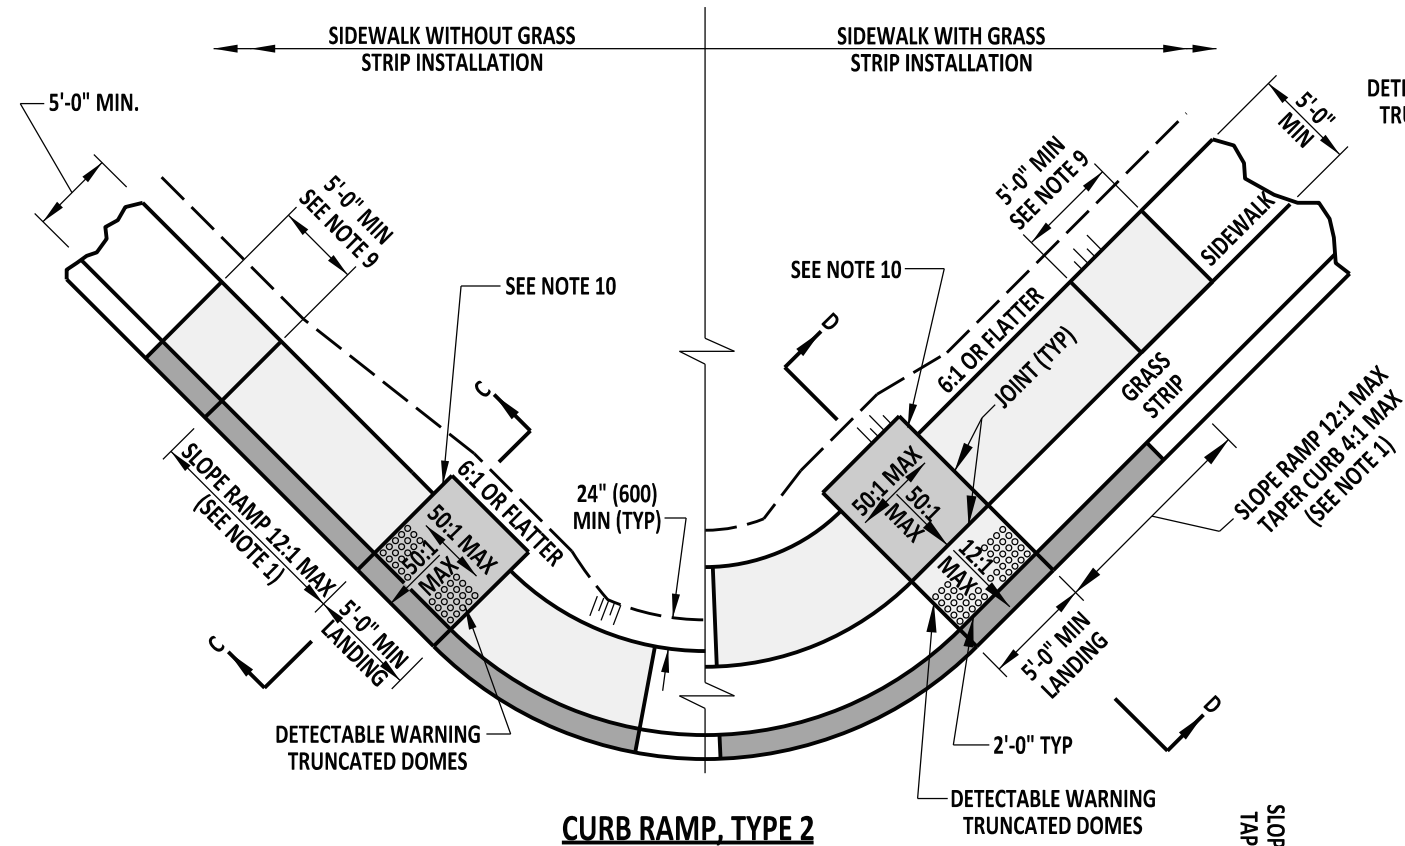 SIDEWALK WITHOUT GRASS
STRIP INSTALLATION
SIDEWALK WITH GRASS
STRIP INSTALLATION
5'-0" MIN.
5'-0" MIN
SEE NOTE 9
SEE NOTE 10
C
6:1 OR FLATTER
50:1 MAX
50:1
MAX
24" (600)
MIN (TYP)
SLOPE RAMP 12:1 MAX
(SEE NOTE 1)
5'-0" MIN
LANDING
C
DETECTABLE WARNING
TRUNCATED DOMES
5'-0"
MIN
5'-0" MIN
SEE NOTE 9
SIDEWALK
SEE NOTE 10
D
6:1 OR FLATTER
JOINT (TYP)
GRASS
STRIP
50:1 MAX
50:1
MAX
12:1
MAX
SLOPE RAMP 12:1 MAX
TAPER CURB 4:1 MAX
(SEE NOTE 1)
5'-0" MIN
LANDING
D
2'-0" TYP
DETECTABLE WARNING
TRUNCATED DOMES
CURB RAMP, TYPE 2
DETE
TRU
SLOP
TAP